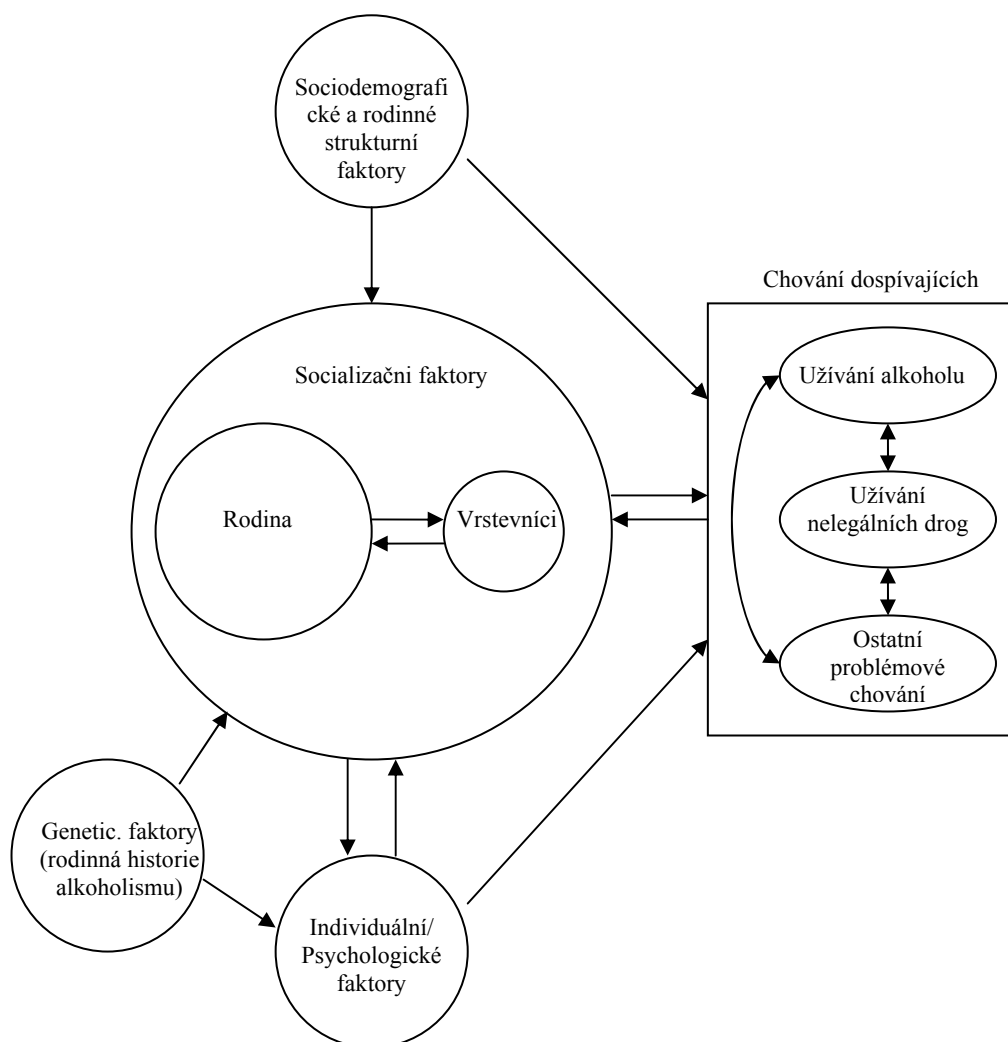 Sociodemografi
cké a rodinné
strukturní
faktory
Chování dospívajících
Socializačni faktory
Užívání alkoholu
Rodina
Vrstevníci
Užívání
nelegálních drog
Ostatní
problémové
chování
Genetic. faktory
(rodinná historie
alkoholismu)
Individuální/
Psychologické
faktory